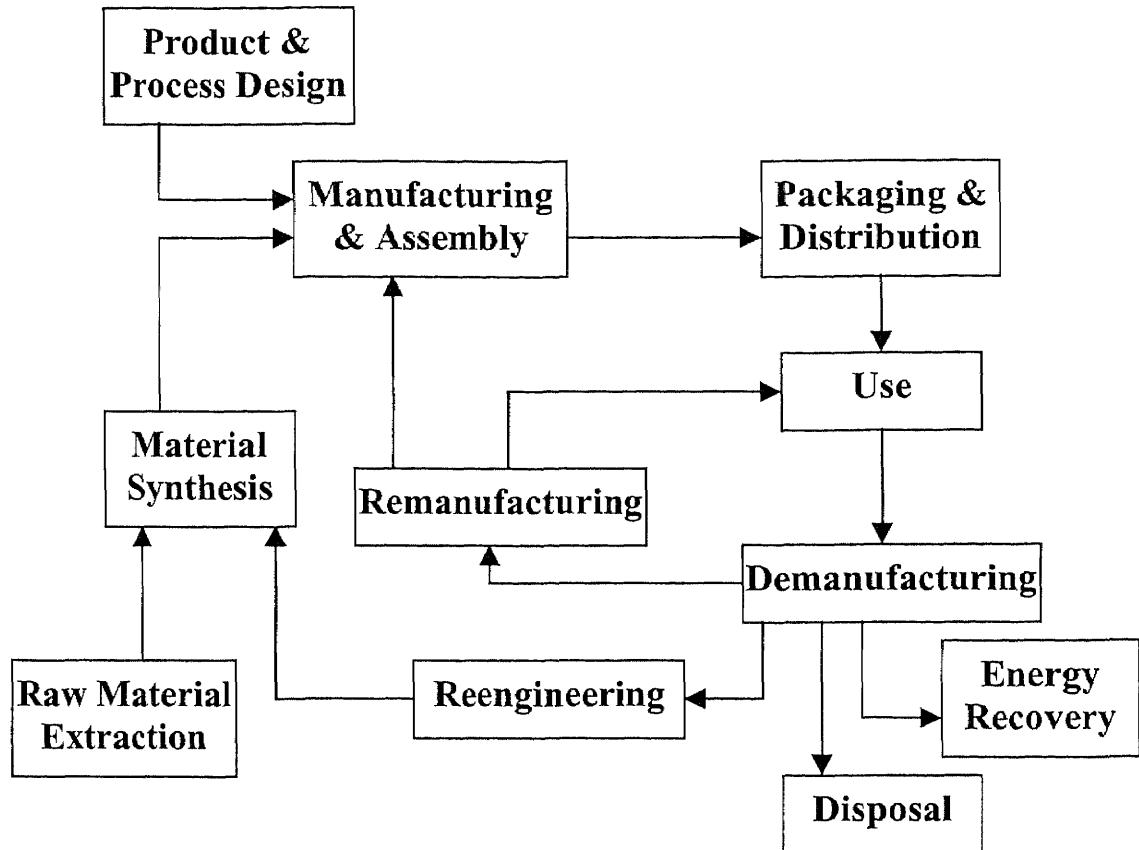 Product &
Process Design
Manufacturing
& Assembly
Packaging &
Distribution
Use
Material
Synthesis
Remanufacturing
Demanufacturing
Raw Material
Extraction
Reengineering
Energy
Recovery
Disposal